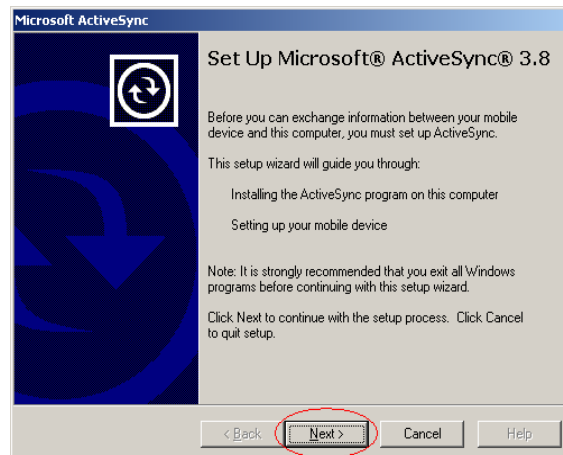 Microsoft ActiveSync
Set Up Microsoft® ActiveSync® 3.8
Before you can exchange information between your mobile
device and this computer, you must set up ActiveSync.
This setup wizard will guide you through:
Installing the ActiveSync program on this computer
Setting up your mobile device
Note: It is strongly recommended that you exit all Windows
programs before continuing with this setup wizard.
Click Next to continue with the setup process.  Click Cancel
to quit setup.
< Back Next > Cancel Help